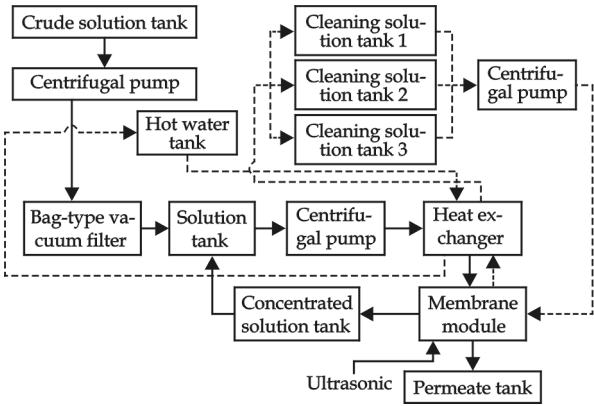 Crude solution tank
Centrifugal pump
Hot water
tank
Cleaning solu-
tion tank 1
Cleaning solu-
tion tank 2
Cleaning solu-
tion tank 3
Centrifu-
gal pump
Bag-type va-
cuum filter
Solution
tank
Centrifu-
gal pump
Heat ex-
changer
Concentrated
solution tank
Membrane
module
Ultrasonic
Permeate tank